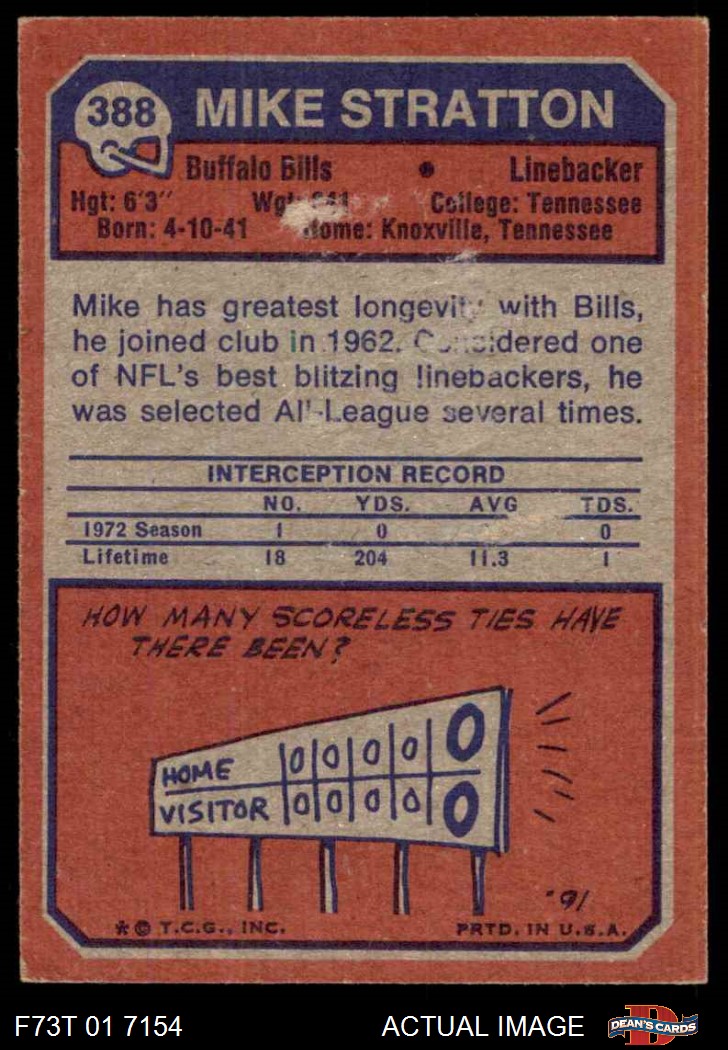 388 MIKE STRATTON
Buffalo Bills • Linebacker
Hgt: 6'3" College: Tennessee
Born: 4-10-41 Home: Knoxville, Tennessee
Mike has greatest longevity with Bills,
he joined club in 1962. Considered one
of NFL's best blitzing linebackers, he
was selected All-League several times.
INTERCEPTION RECORD
NO. YDS. AVG TDS.
1972 Season 1 0 0
Lifetime 18 204 11.3 1
HOW MANY SCORELESS TIES HAVE
THERE BEEN?
HOME 0 0 0 0 0
VISITOR 0 0 0 0 0
16.
* © T.C.G., INC. PRTD. IN U.S.A.
F73T 01 7154 ACTUAL IMAGE DEAN'S CARDS